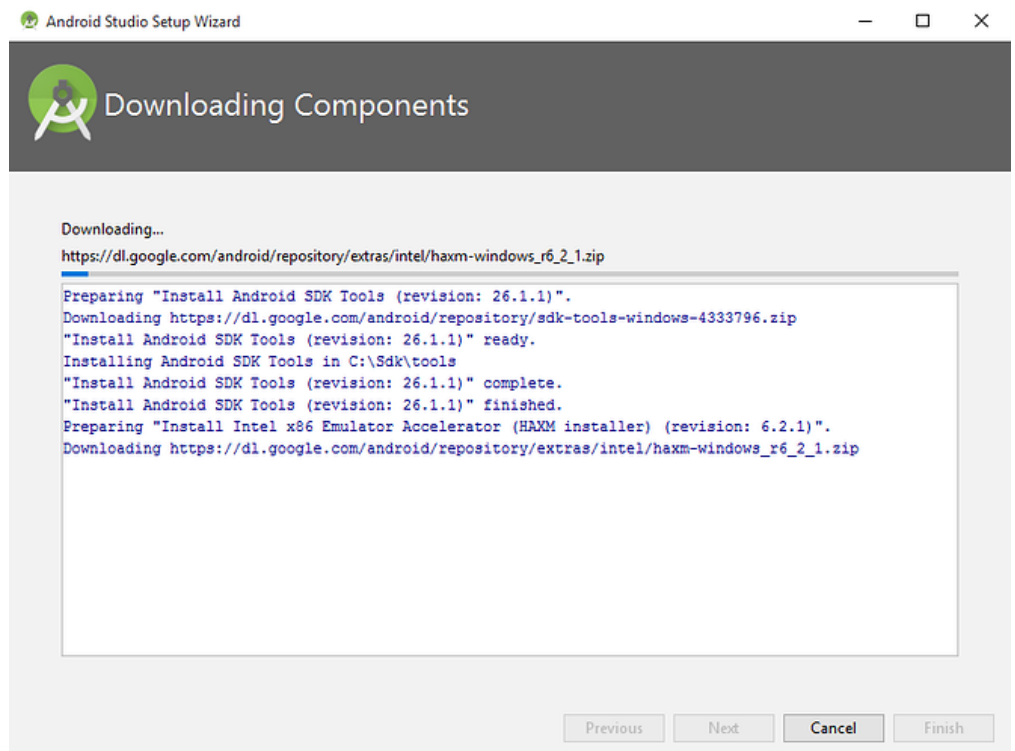 Android Studio Setup Wizard
Downloading Components
Downloading...
https://dl.google.com/android/repository/extras/intel/haxm-windows_r6_2_1.zip
Preparing "Install Android SDK Tools (revision: 26.1.1)".
Downloading https://dl.google.com/android/repository/sdk-tools-windows-4333796.zip
"Install Android SDK Tools (revision: 26.1.1)" ready.
Installing Android SDK Tools in C:\Sdk\tools
"Install Android SDK Tools (revision: 26.1.1)" complete.
"Install Android SDK Tools (revision: 26.1.1)" finished.
Preparing "Install Intel x86 Emulator Accelerator (HAXM installer) (revision: 6.2.1)".
Downloading https://dl.google.com/android/repository/extras/intel/haxm-windows_r6_2_1.zip
Previous Next Cancel Finish